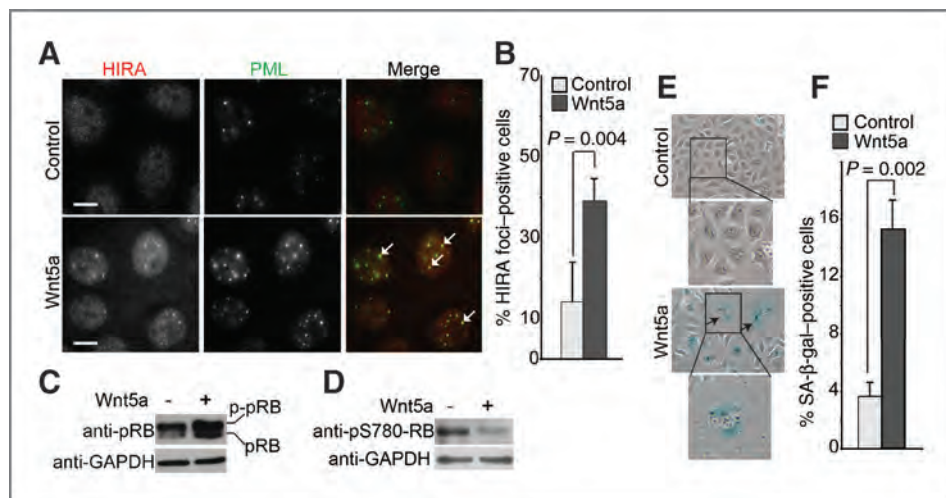 A
HIRA
PML
Merge
Control
Wnt5a
B
Control
Wnt5a
P = 0.004
% HIRA foci–positive cells
70
50
30
10
C
Wnt5a - +
p-pRB
anti-pRB
pRB
anti-GAPDH
D
Wnt5a - +
anti-pS780-RB
anti-GAPDH
E
Control
Wnt5a
F
Control
Wnt5a
P = 0.002
% SA-β-gal–positive cells
16
12
8
4
0